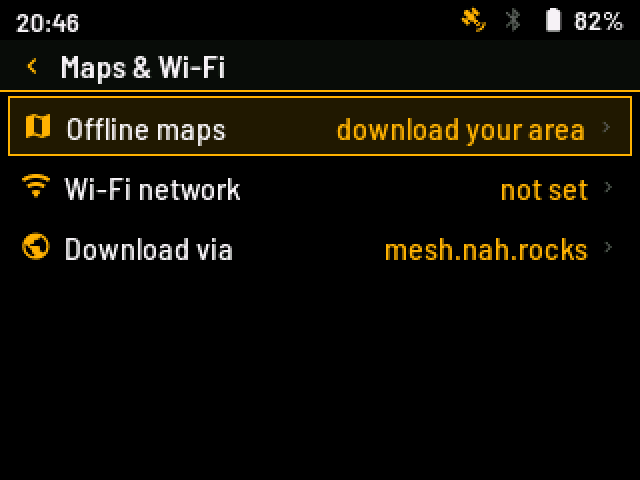 20:46 82%
Maps & Wi-Fi
Offline maps download your area
Wi-Fi network not set
Download via mesh.nah.rocks